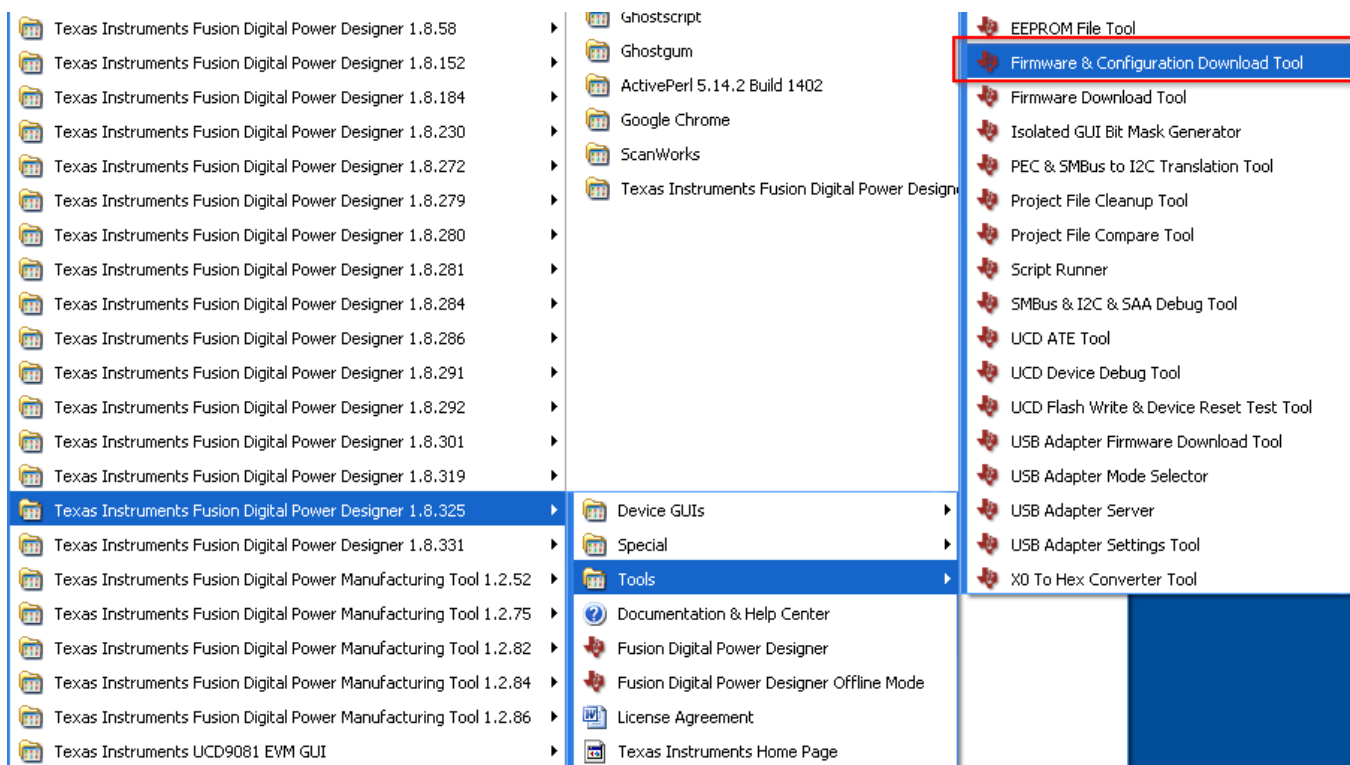 Texas Instruments Fusion Digital Power Designer 1.8.58
Texas Instruments Fusion Digital Power Designer 1.8.152
Texas Instruments Fusion Digital Power Designer 1.8.184
Texas Instruments Fusion Digital Power Designer 1.8.230
Texas Instruments Fusion Digital Power Designer 1.8.272
Texas Instruments Fusion Digital Power Designer 1.8.279
Texas Instruments Fusion Digital Power Designer 1.8.280
Texas Instruments Fusion Digital Power Designer 1.8.281
Texas Instruments Fusion Digital Power Designer 1.8.284
Texas Instruments Fusion Digital Power Designer 1.8.286
Texas Instruments Fusion Digital Power Designer 1.8.291
Texas Instruments Fusion Digital Power Designer 1.8.292
Texas Instruments Fusion Digital Power Designer 1.8.301
Texas Instruments Fusion Digital Power Designer 1.8.319
Texas Instruments Fusion Digital Power Designer 1.8.325
Texas Instruments Fusion Digital Power Designer 1.8.331
Texas Instruments Fusion Digital Power Manufacturing Tool 1.2.52
Texas Instruments Fusion Digital Power Manufacturing Tool 1.2.75
Texas Instruments Fusion Digital Power Manufacturing Tool 1.2.82
Texas Instruments Fusion Digital Power Manufacturing Tool 1.2.84
Texas Instruments Fusion Digital Power Manufacturing Tool 1.2.86
Texas Instruments UCD9081 EVM GUI
Ghostscript
Ghostgum
ActivePerl 5.14.2 Build 1402
Google Chrome
ScanWorks
Texas Instruments Fusion Digital Power Design
Device GUIs
Special
Tools
Documentation & Help Center
Fusion Digital Power Designer
Fusion Digital Power Designer Offline Mode
License Agreement
Texas Instruments Home Page
EEPROM File Tool
Firmware & Configuration Download Tool
Firmware Download Tool
Isolated GUI Bit Mask Generator
PEC & SMBus to I2C Translation Tool
Project File Cleanup Tool
Project File Compare Tool
Script Runner
SMBus & I2C & SAA Debug Tool
UCD ATE Tool
UCD Device Debug Tool
UCD Flash Write & Device Reset Test Tool
USB Adapter Firmware Download Tool
USB Adapter Mode Selector
USB Adapter Server
USB Adapter Settings Tool
X0 To Hex Converter Tool